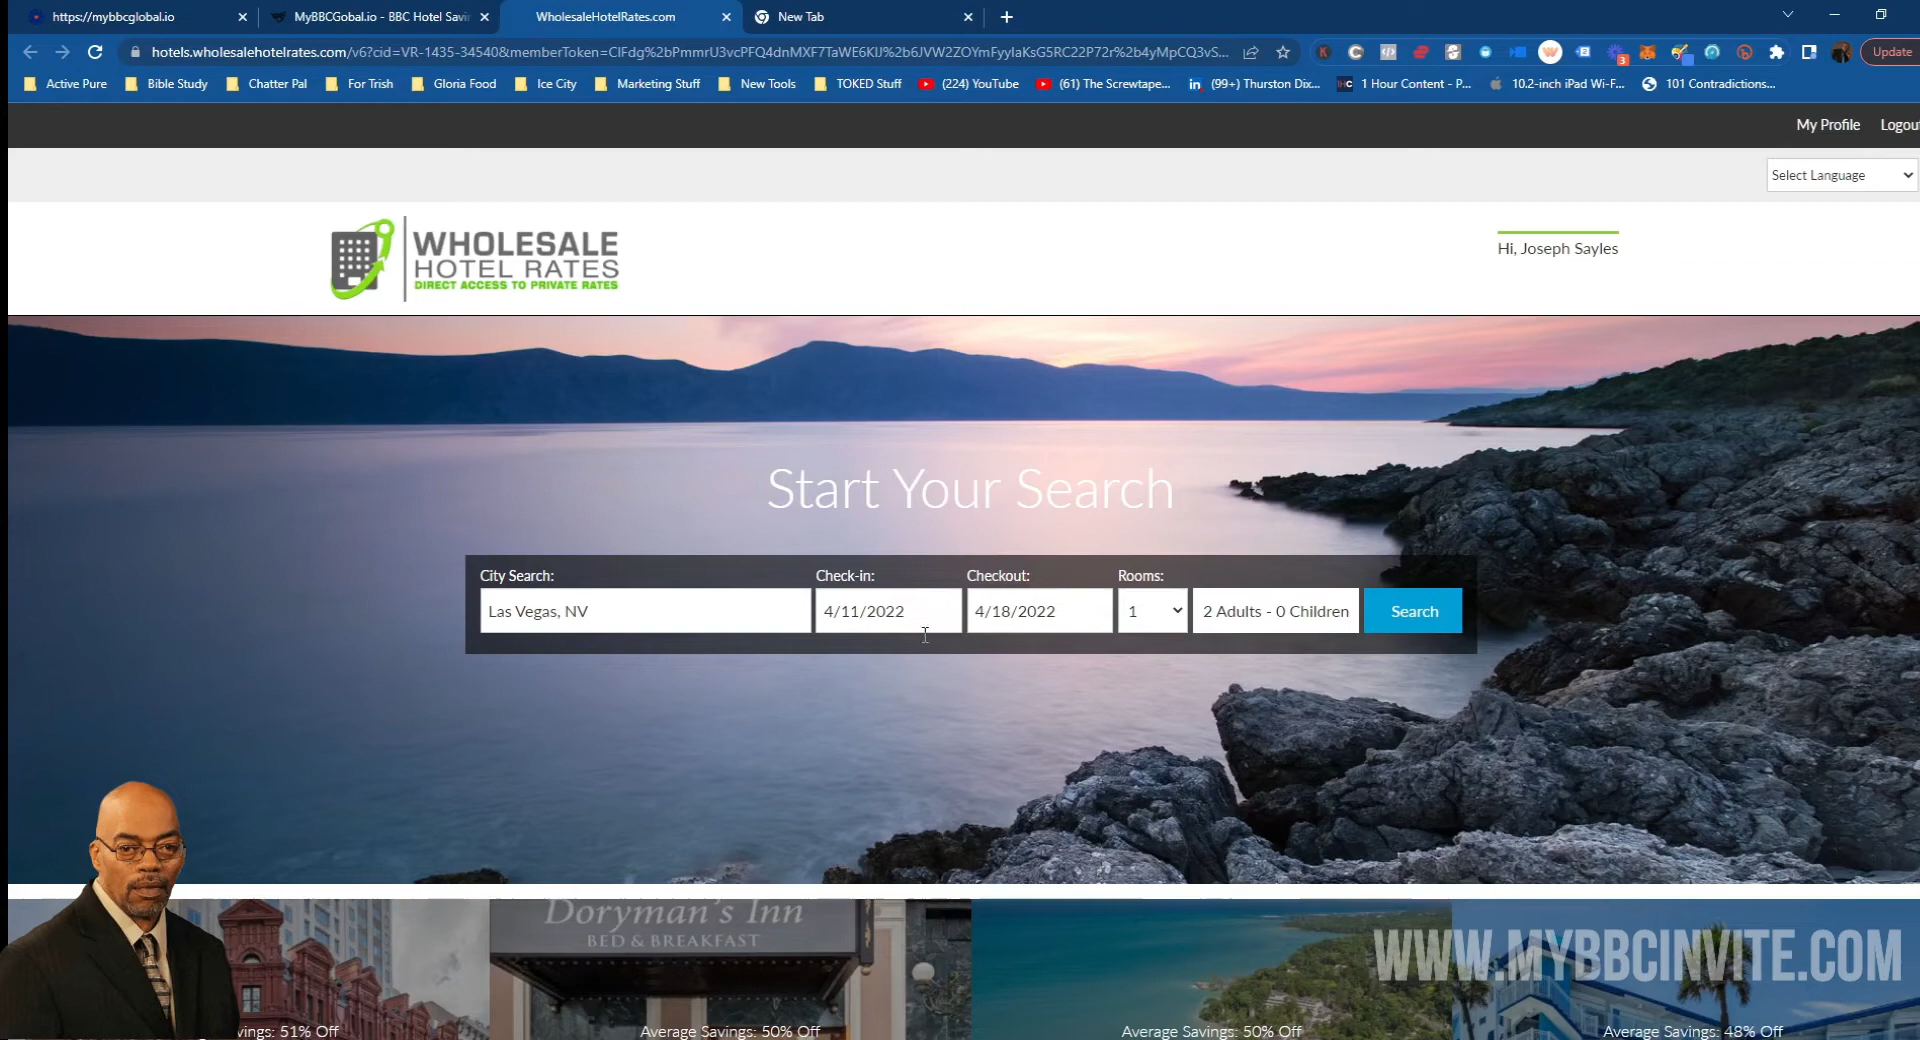 https://mybbcglobal.io
MyBBCGobal.io - BBC Hotel Savin
WholesaleHotelRates.com
New Tab
hotels.wholesalehotelrates.com/v6?cid=VR-1435-34540&memberToken=CIFdg%2bPmmrU3vcPFQ4dnMXF7TaWE6KIJ%2b6JVW2ZOYmFyyIaKsG5RC22P72r%2b4yMpCQ3vS...
Update
Active Pure
Bible Study
Chatter Pal
For Trish
Gloria Food
Ice City
Marketing Stuff
New Tools
TOKED Stuff
(224) YouTube
(61) The Screwtape...
(99+) Thurston Dix...
1 Hour Content - P...
10.2-inch iPad Wi-F...
101 Contradictions...
My Profile
Logout
Select Language
WHOLESALE
HOTEL RATES
DIRECT ACCESS TO PRIVATE RATES
Hi, Joseph Sayles
Start Your Search
City Search:
Check-in:
Checkout:
Rooms:
Las Vegas, NV
4/11/2022
4/18/2022
1
2 Adults - 0 Children
Search
Doryman's Inn
BED & BREAKFAST
WWW.MYBBCINVITE.COM
vings: 51% Off
Average Savings: 50% Off
Average Savings: 50% Off
Average Savings: 48% Off